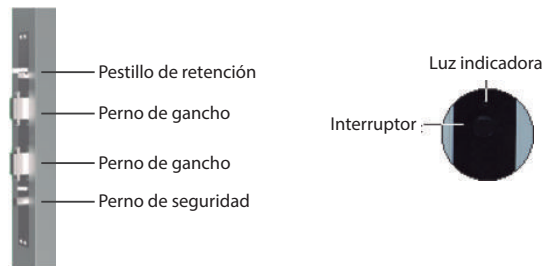 Pestillo de retención
Perno de gancho
Perno de gancho
Perno de seguridad
Luz indicadora
Interruptor